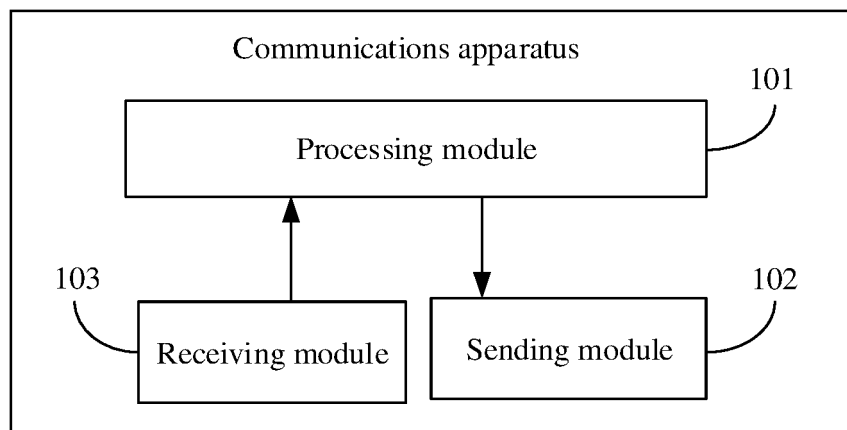 Communications apparatus
101
Processing module
103
102
Receiving module
Sending module